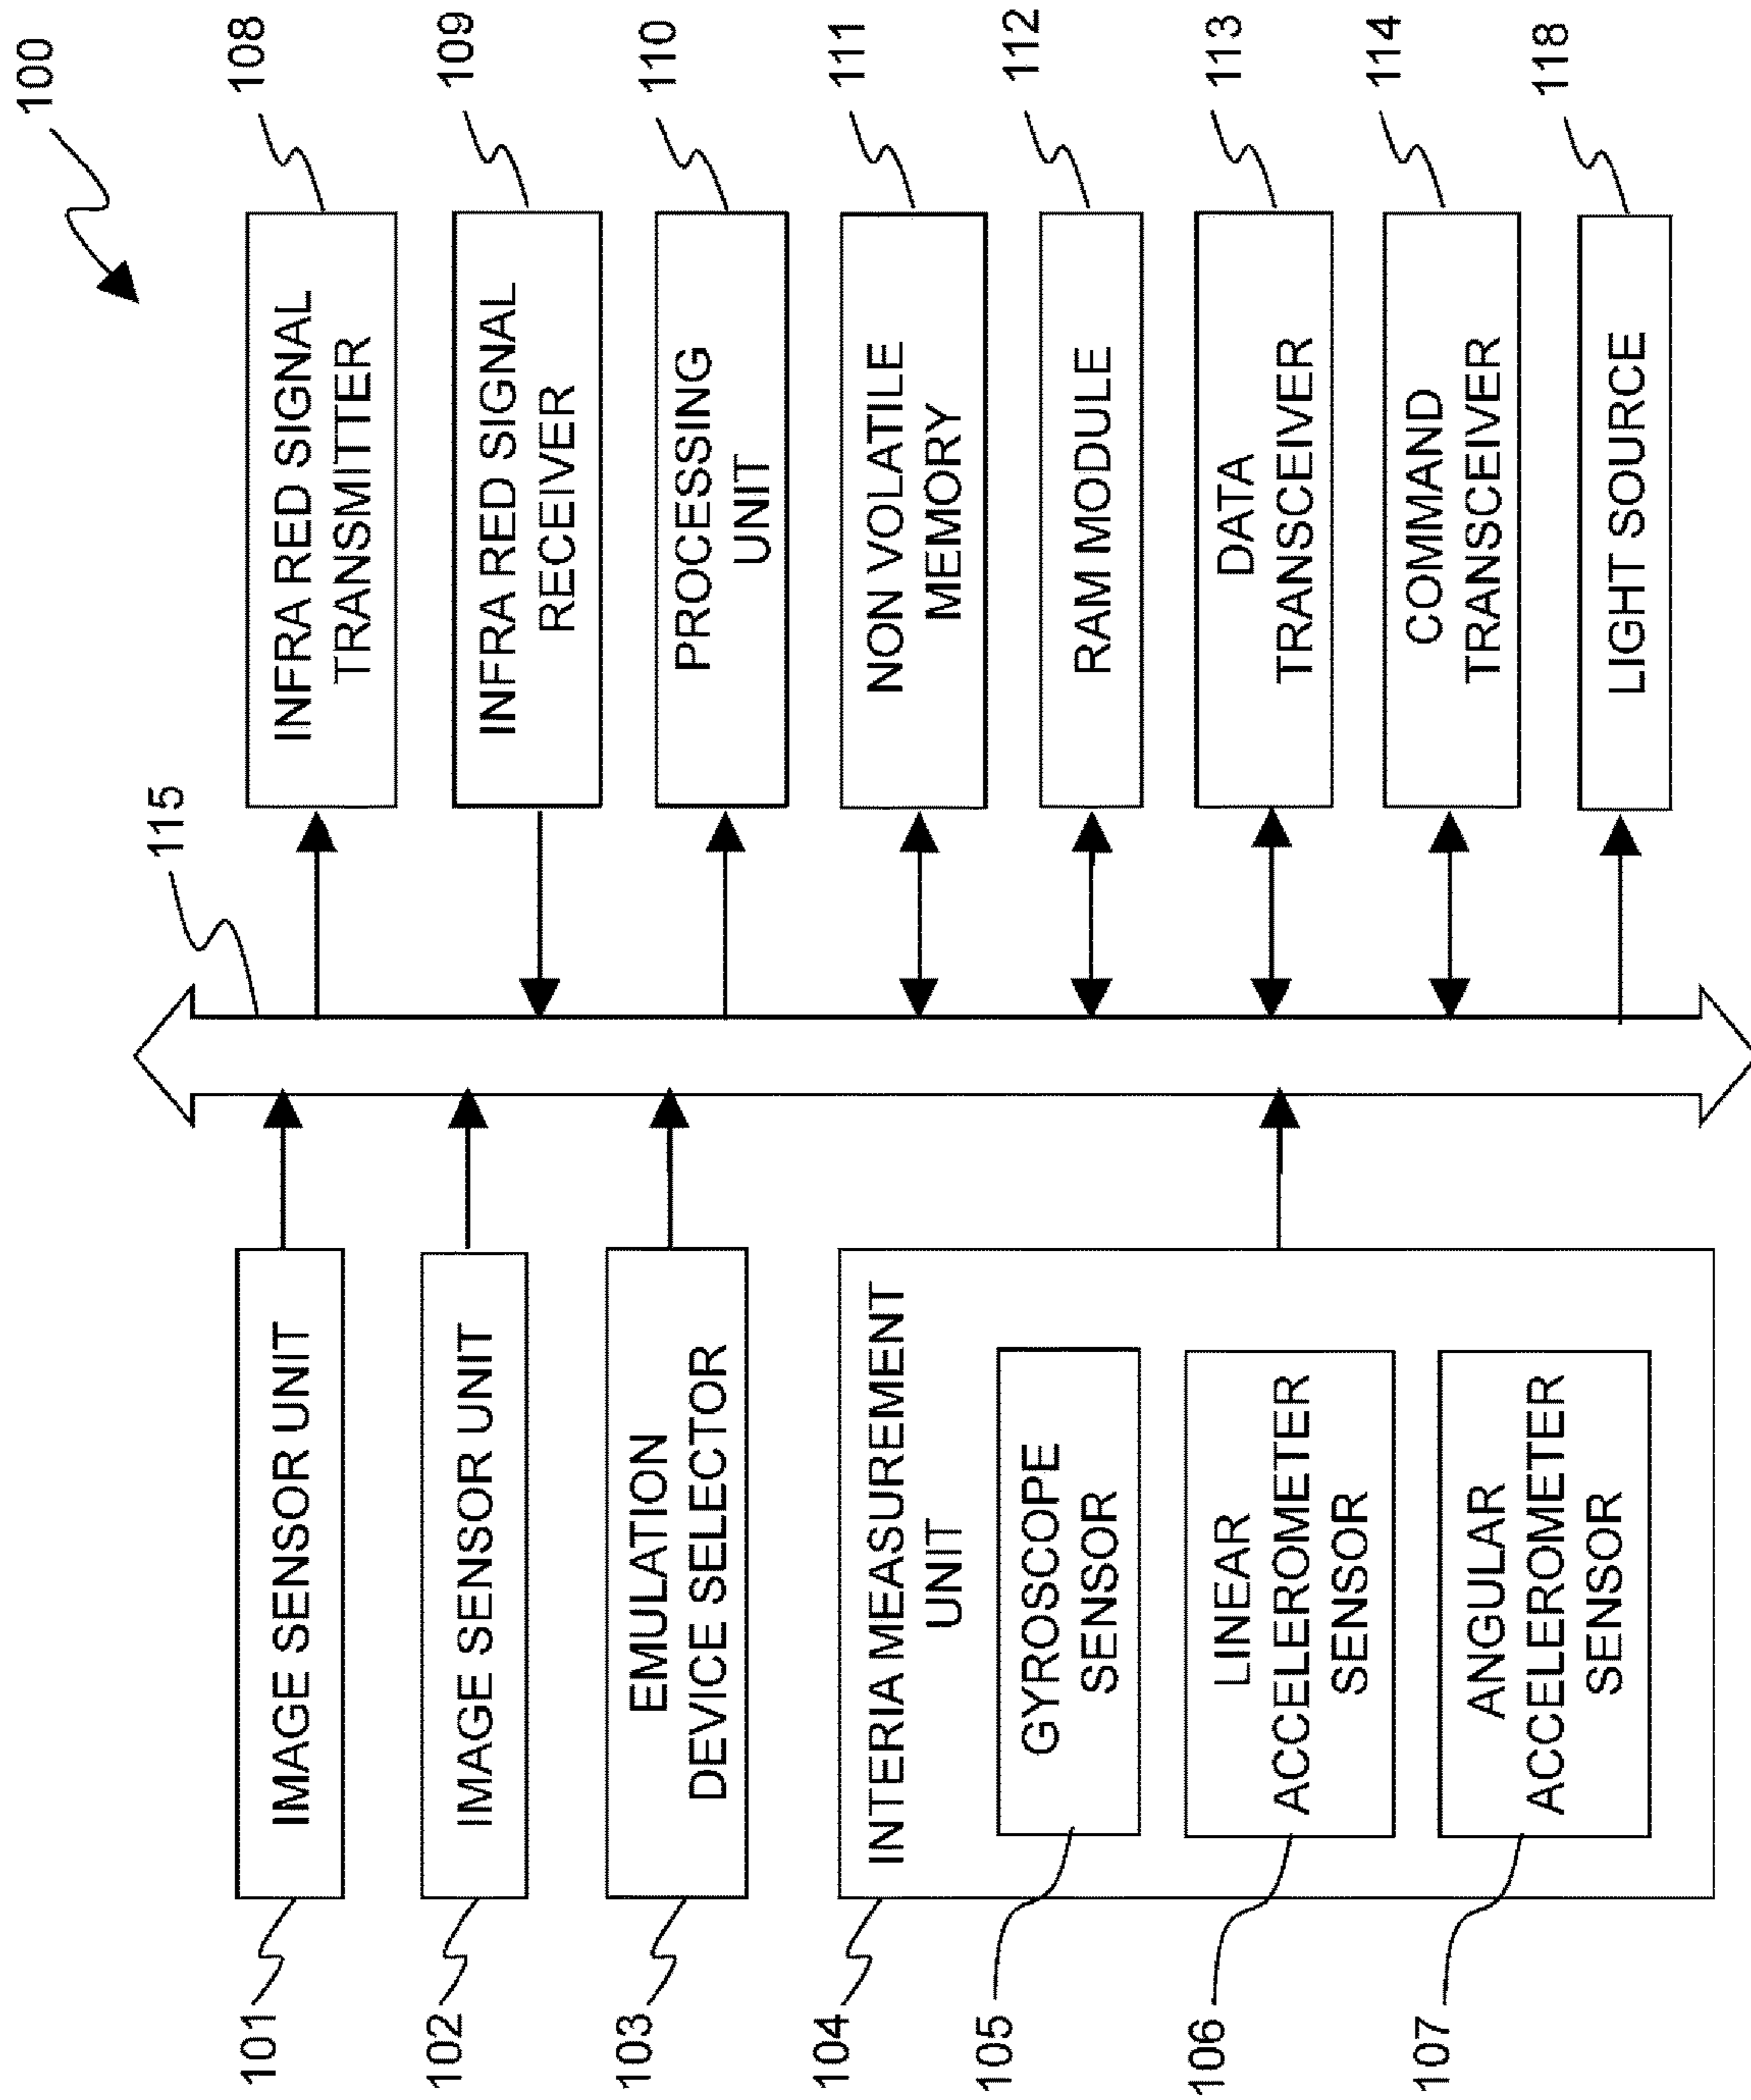 100
101
IMAGE SENSOR UNIT
102
IMAGE SENSOR UNIT
103
EMULATION
DEVICE SELECTOR
104
INTERIA MEASUREMENT
UNIT
105
GYROSCOPE
SENSOR
106
LINEAR
ACCELEROMETER
SENSOR
107
ANGULAR
ACCELEROMETER
SENSOR
115
INFRA RED SIGNAL
TRANSMITTER
108
INFRA RED SIGNAL
RECEIVER
109
PROCESSING
UNIT
110
NON VOLATILE
MEMORY
111
RAM MODULE
112
DATA
TRANSCEIVER
113
COMMAND
TRANSCEIVER
114
LIGHT SOURCE
118